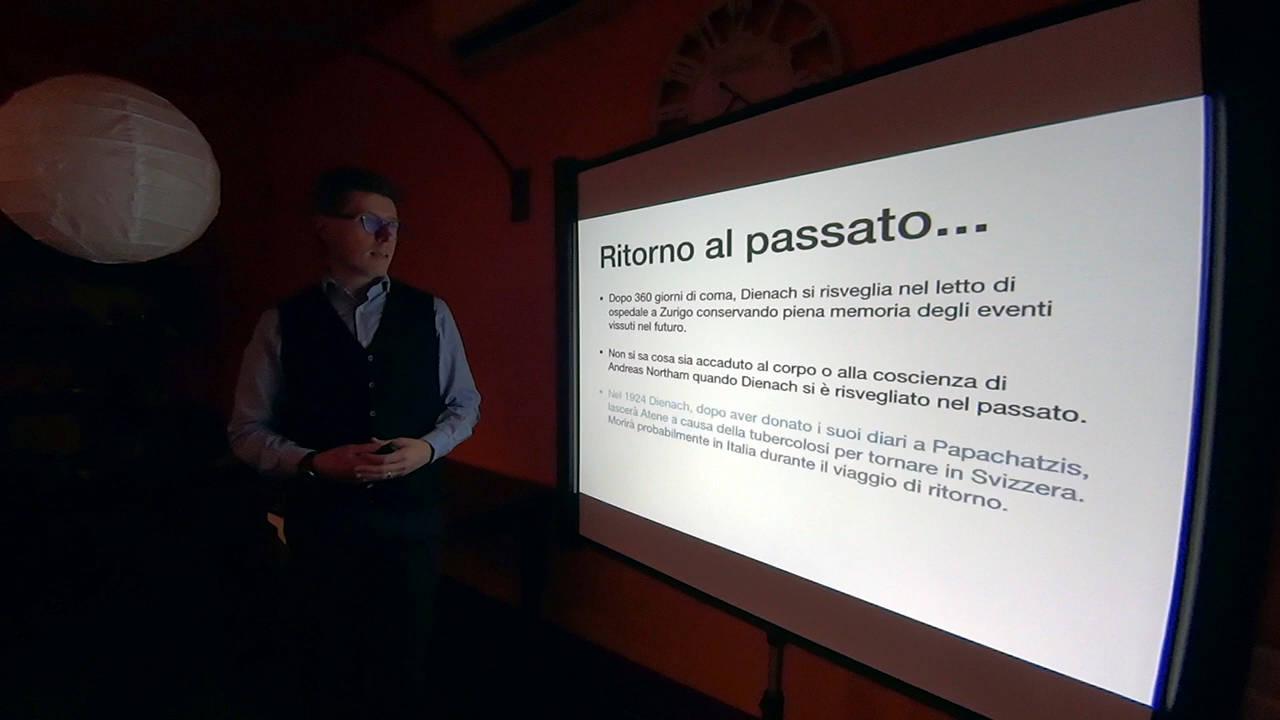 Ritorno al passato...
• Dopo 360 giorni di coma, Dienach si risveglia nel letto di
ospedale a Zurigo conservando piena memoria degli eventi
vissuti nel futuro.
• Non si sa cosa sia accaduto al corpo o alla coscienza di
Andreas Northam quando Dienach si è risvegliato nel passato.
• Nel 1924 Dienach, dopo aver donato i suoi diari a Papachatzis,
lascerà Atene a causa della tubercolosi per tornare in Svizzera.
Morirà probabilmente in Italia durante il viaggio di ritorno.